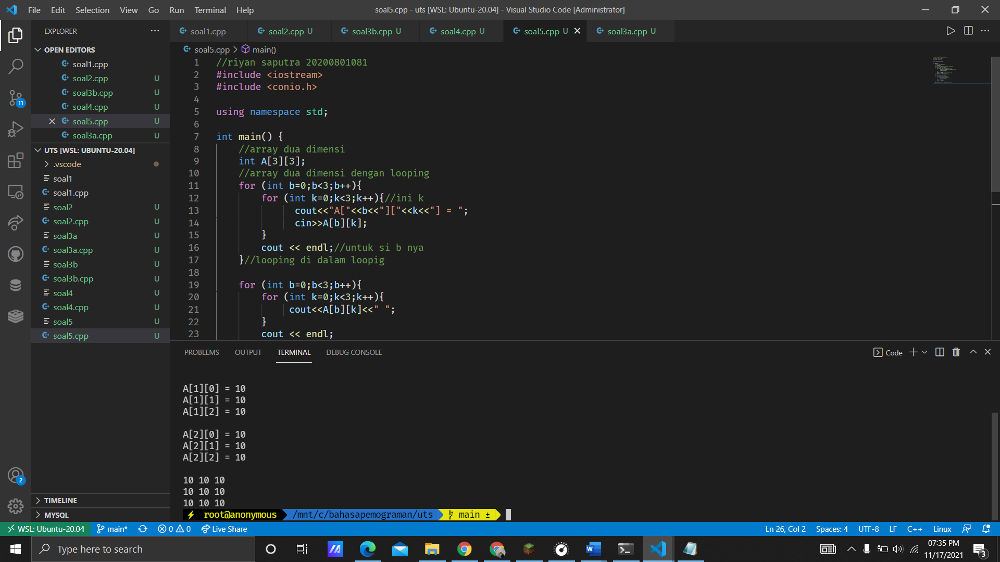 File Edit Selection View Go Run Terminal Help
soal5.cpp - uts [WSL: Ubuntu-20.04] - Visual Studio Code [Administrator]
EXPLORER
soal1.cpp
soal2.cpp U
soal3b.cpp U
soal4.cpp U
soal5.cpp U
soal3a.cpp U
OPEN EDITORS
soal1.cpp
soal2.cpp U
soal3b.cpp U
soal4.cpp U
soal5.cpp U
soal3a.cpp U
UTS [WSL: UBUNTU-20.04]
.vscode
soal1
soal1.cpp
soal2 U
soal2.cpp U
soal3a U
soal3a.cpp U
soal3b U
soal3b.cpp U
soal4 U
soal4.cpp U
soal5 U
soal5.cpp U
TIMELINE
MYSQL
11
2
soal5.cpp > main()
1 //riyan saputra 20200801081
2 #include <iostream>
3 #include <conio.h>
4
5 using namespace std;
6
7 int main() {
8 //array dua dimensi
9 int A[3][3];
10 //array dua dimensi dengan looping
11 for (int b=0;b<3;b++){
12 for (int k=0;k<3;k++){//ini k
13 cout<<"A["<<b<<"]["<<k<<"] = ";
14 cin>>A[b][k];
15 }
16 cout << endl;//untuk si b nya
17 }//looping di dalam loopig
18
19 for (int b=0;b<3;b++){
20 for (int k=0;k<3;k++){
21 cout<<A[b][k]<<" ";
22 }
23 cout << endl;
PROBLEMS OUTPUT TERMINAL DEBUG CONSOLE
Code
A[1][0] = 10
A[1][1] = 10
A[1][2] = 10
A[2][0] = 10
A[2][1] = 10
A[2][2] = 10
10 10 10
10 10 10
10 10 10
root@anonymous /mnt/c/bahasapemograman/uts main ±
WSL: Ubuntu-20.04 main* 0 0 Live Share
Ln 26, Col 2 Spaces: 4 UTF-8 LF C++ Linux
Type here to search
07:35 PM
11/17/2021
3